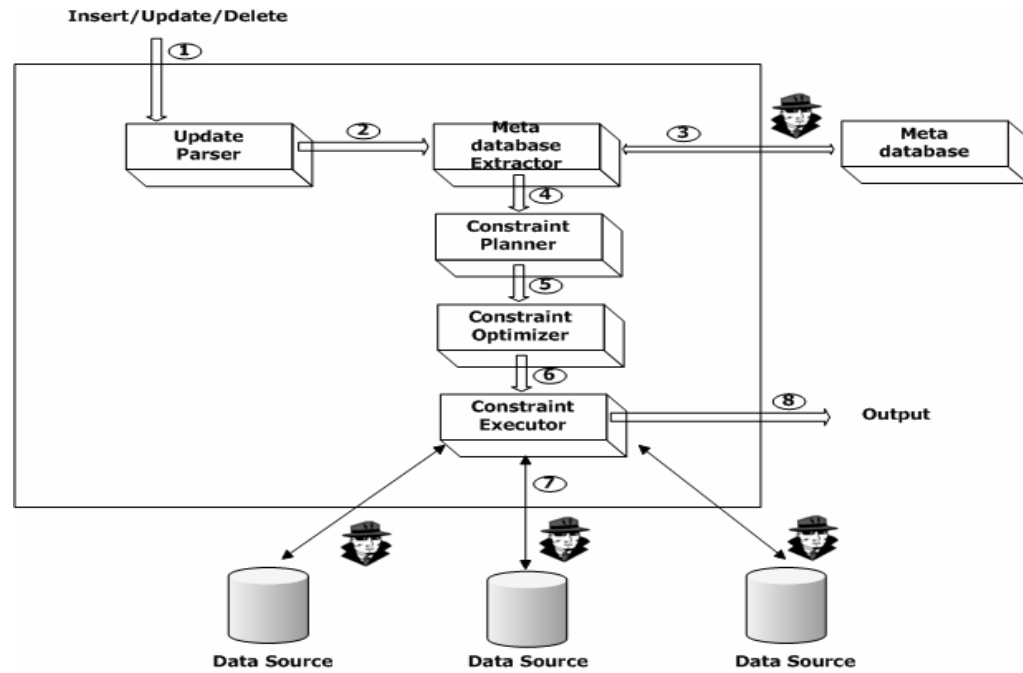 Insert/Update/Delete
1
Update
Parser
2
Meta
database
Extractor
3
Meta
database
4
Constraint
Planner
5
Constraint
Optimizer
6
Constraint
Executor
8
Output
7
Data Source
Data Source
Data Source